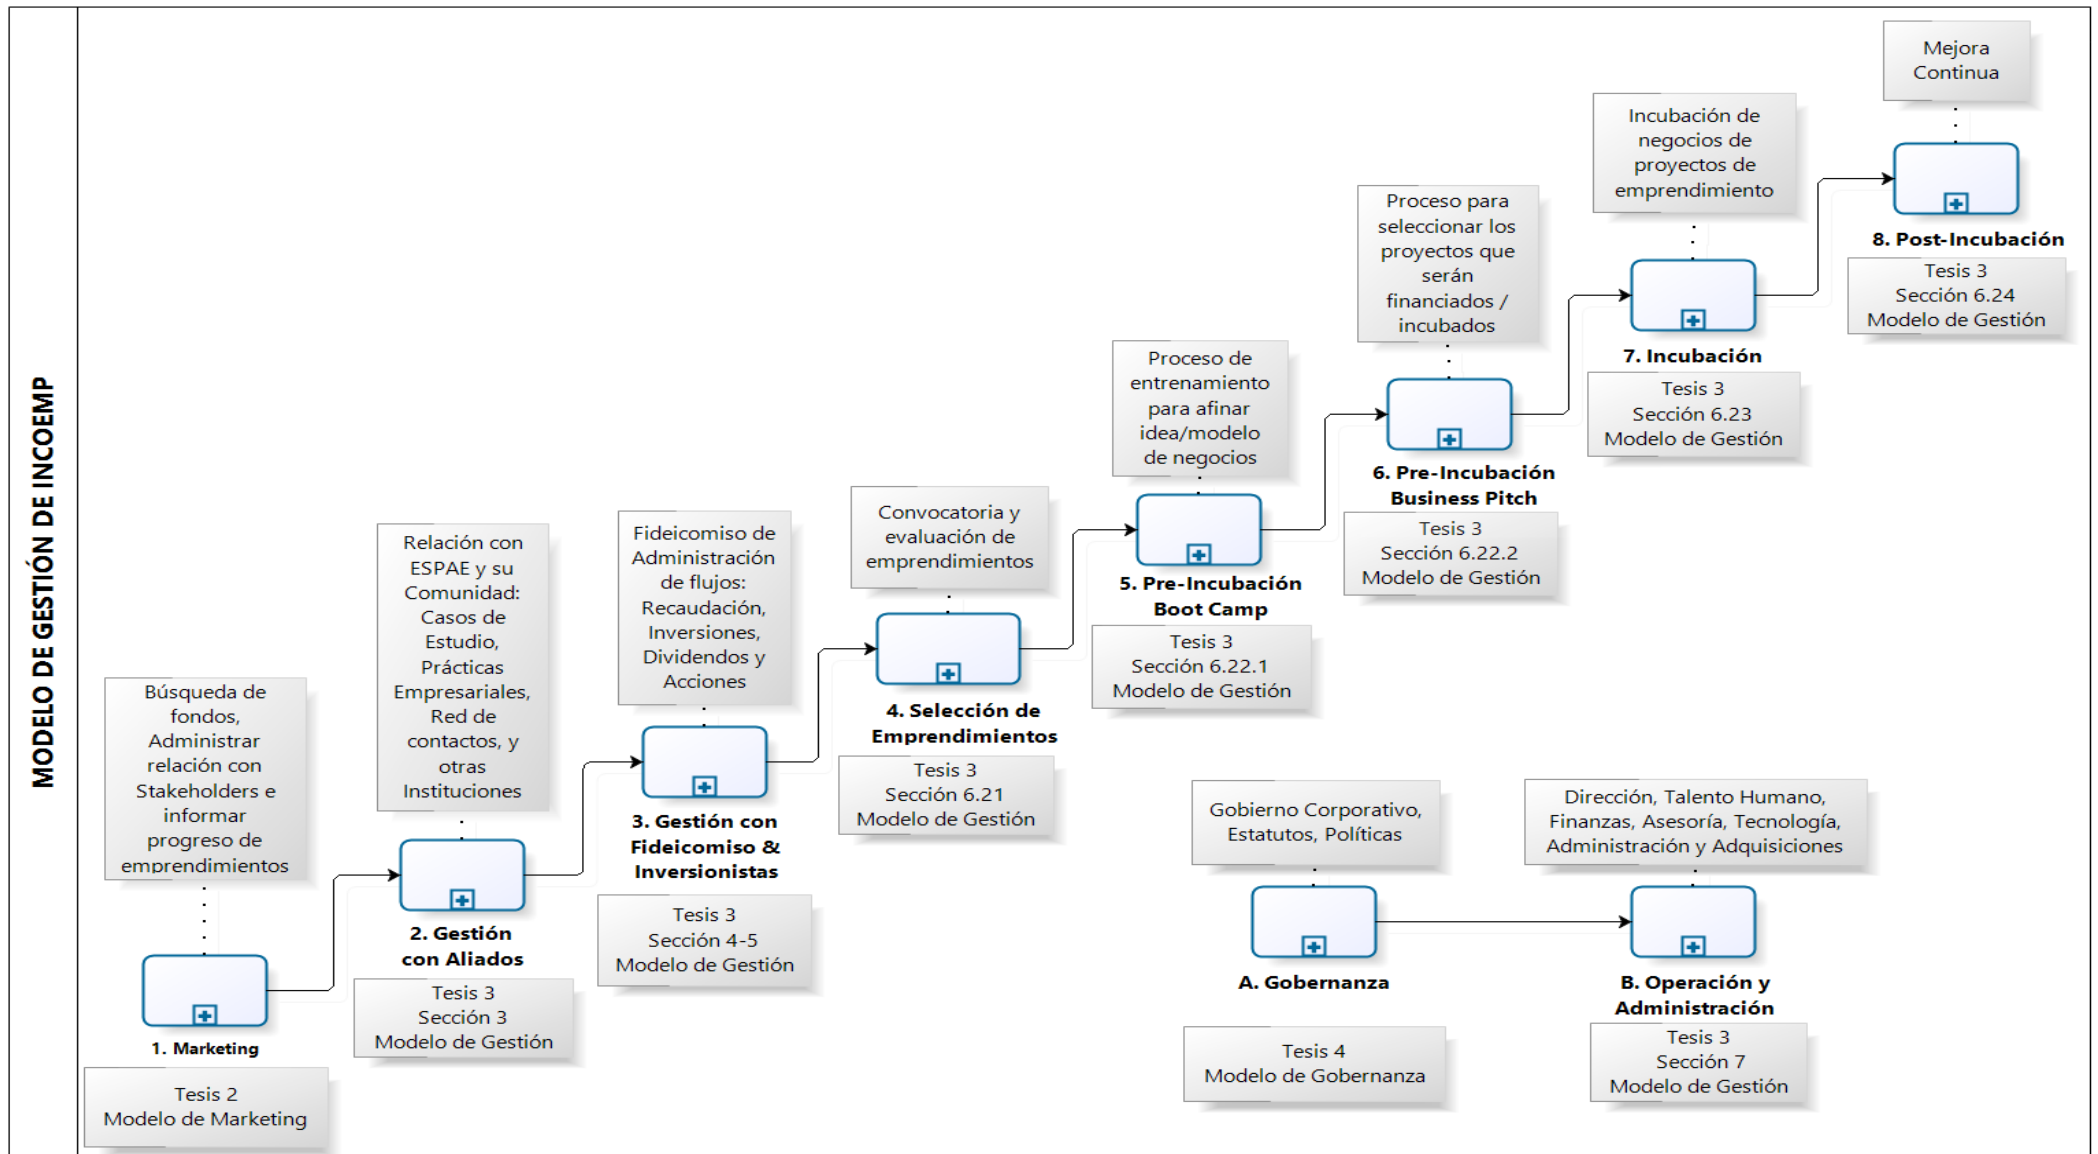 MODELO DE GESTIÓN DE INCOEMP
Búsqueda de
fondos,
Administrar
relación con
Stakeholders e
informar
progreso de
emprendimientos
1. Marketing
Tesis 2
Modelo de Marketing
Relación con
ESPAE y su
Comunidad:
Casos de
Estudio,
Prácticas
Empresariales,
Red de
contactos, y
otras
Instituciones
2. Gestión
con Aliados
Tesis 3
Sección 3
Modelo de Gestión
Fideicomiso de
Administración
de flujos:
Recaudación,
Inversiones,
Dividendos y
Acciones
3. Gestión con
Fideicomiso &
Inversionistas
Tesis 3
Sección 4-5
Modelo de Gestión
Convocatoria y
evaluación de
emprendimientos
4. Selección de
Emprendimientos
Tesis 3
Sección 6.21
Modelo de Gestión
Proceso de
entrenamiento
para afinar
idea/modelo
de negocios
5. Pre-Incubación
Boot Camp
Tesis 3
Sección 6.22.1
Modelo de Gestión
Proceso para
seleccionar los
proyectos que
serán
financiados /
incubados
6. Pre-Incubación
Business Pitch
Tesis 3
Sección 6.22.2
Modelo de Gestión
Incubación de
negocios de
proyectos de
emprendimiento
7. Incubación
Tesis 3
Sección 6.23
Modelo de Gestión
Mejora
Continua
8. Post-Incubación
Tesis 3
Sección 6.24
Modelo de Gestión
Gobierno Corporativo,
Estatutos, Políticas
A. Gobernanza
Tesis 4
Modelo de Gobernanza
Dirección, Talento Humano,
Finanzas, Asesoría, Tecnología,
Administración y Adquisiciones
B. Operación y
Administración
Tesis 3
Sección 7
Modelo de Gestión